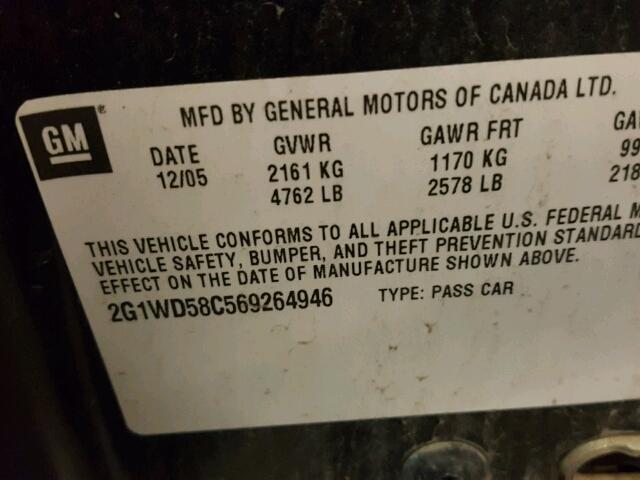 MFD BY GENERAL MOTORS OF CANADA LTD.
GM®
DATE GVWR GAWR FRT
12/05 2161 KG 1170 KG
4762 LB 2578 LB
THIS VEHICLE CONFORMS TO ALL APPLICABLE U.S. FEDERAL
VEHICLE SAFETY, BUMPER, AND THEFT PREVENTION STANDARD
EFFECT ON THE DATE OF MANUFACTURE SHOWN ABOVE.
2G1WD58C569264946 TYPE: PASS CAR